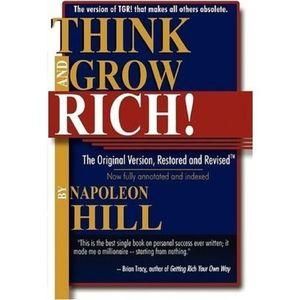 The version of TGR! that makes all others obsolete.
THINK
AND
GROW
RICH!
The Original Version, Restored and Revised™
Now fully annotated and indexed
BY
NAPOLEON
HILL
"This is the best single book on personal success ever written; it
made me a millionaire – starting from nothing."
– Brian Tracy, author of Getting Rich Your Own Way